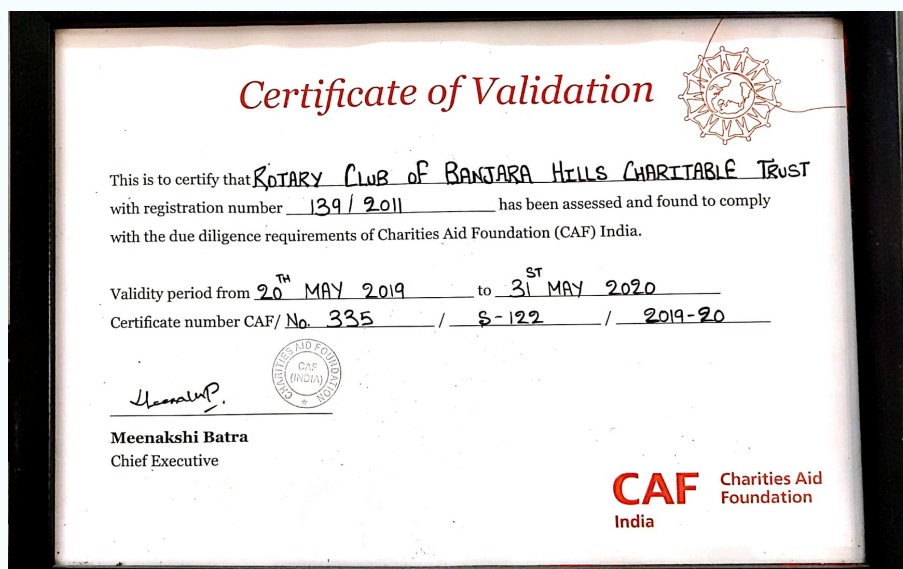 Certificate of Validation
This is to certify that ROTARY CLUB OF BANJARA HILLS CHARITABLE TRUST
with registration number 139/2011 has been assessed and found to comply
with the due diligence requirements of Charities Aid Foundation (CAF) India.
Validity period from 20TH MAY 2019 to 31ST MAY 2020
Certificate number CAF/ No. 335 / S-122 / 2019-20
CHARITIES AID FOUNDATION
CAF
(INDIA)
Meenakshi Batra
Chief Executive
CAF Charities Aid
Foundation
India